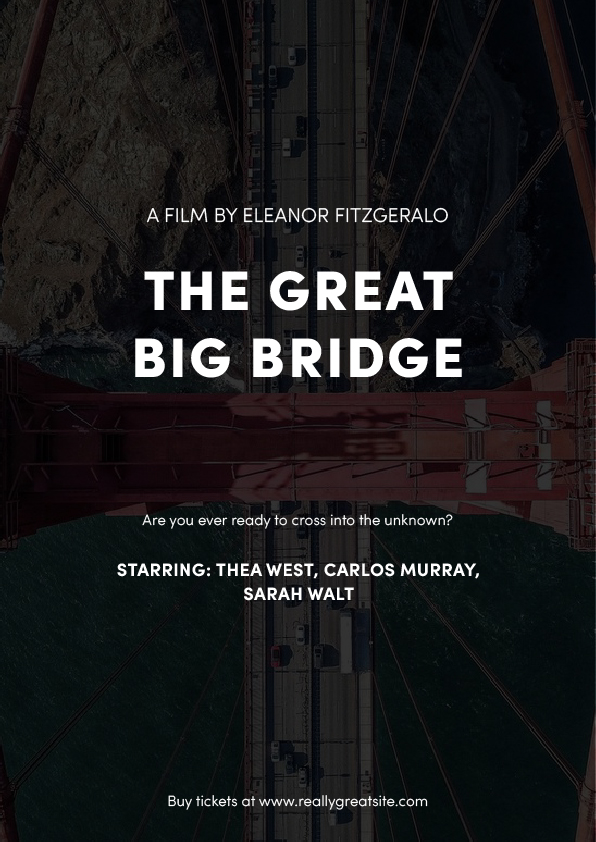 A FILM BY ELEANOR FITZGERALO
THE GREAT
BIG BRIDGE
Are you ever ready to cross into the unknown?
STARRING: THEA WEST, CARLOS MURRAY,
SARAH WALT
Buy tickets at www.reallygreatsite.com